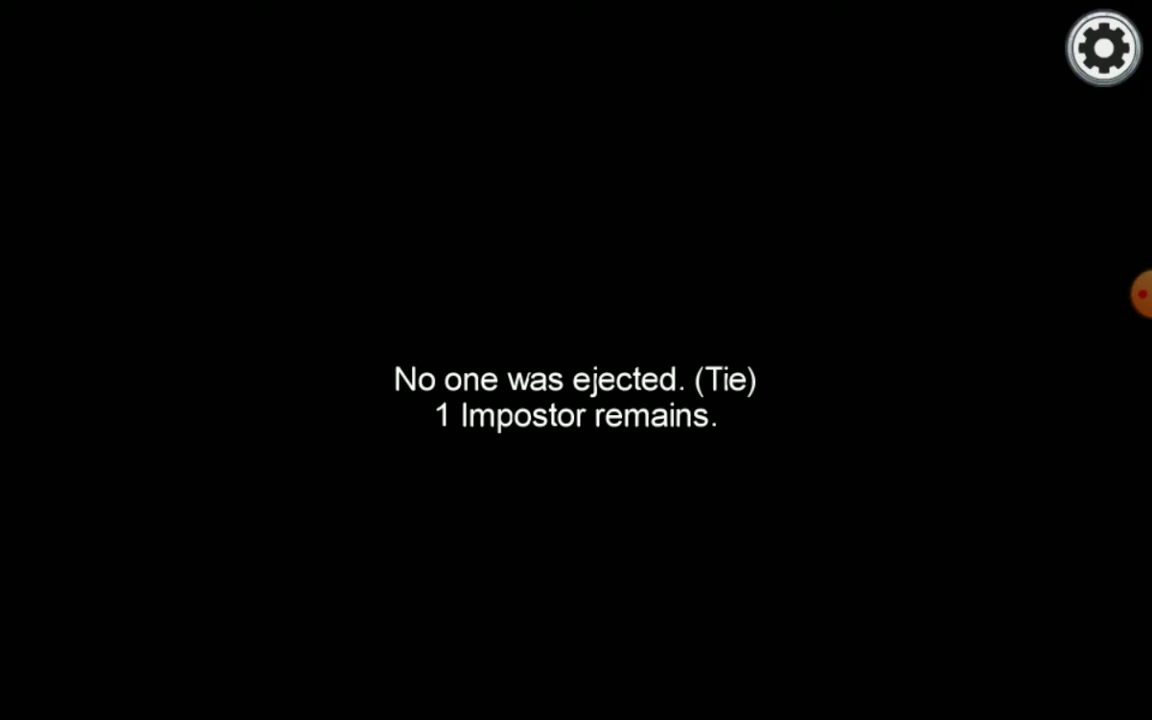 No one was ejected. (Tie)
1 Impostor remains.